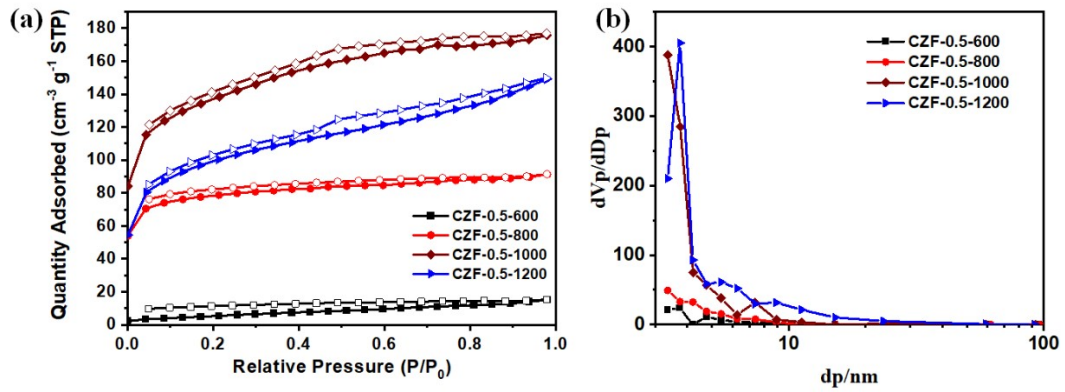 (a)
Quantity Adsorbed (cm⁻³ g⁻¹ STP)
180
160
140
120
100
80
60
40
20
0
0.0 0.2 0.4 0.6 0.8 1.0
Relative Pressure (P/P₀)
CZF-0.5-600
CZF-0.5-800
CZF-0.5-1000
CZF-0.5-1200
(b)
dVp/dDp
400
300
200
100
0
10 100
dp/nm
CZF-0.5-600
CZF-0.5-800
CZF-0.5-1000
CZF-0.5-1200